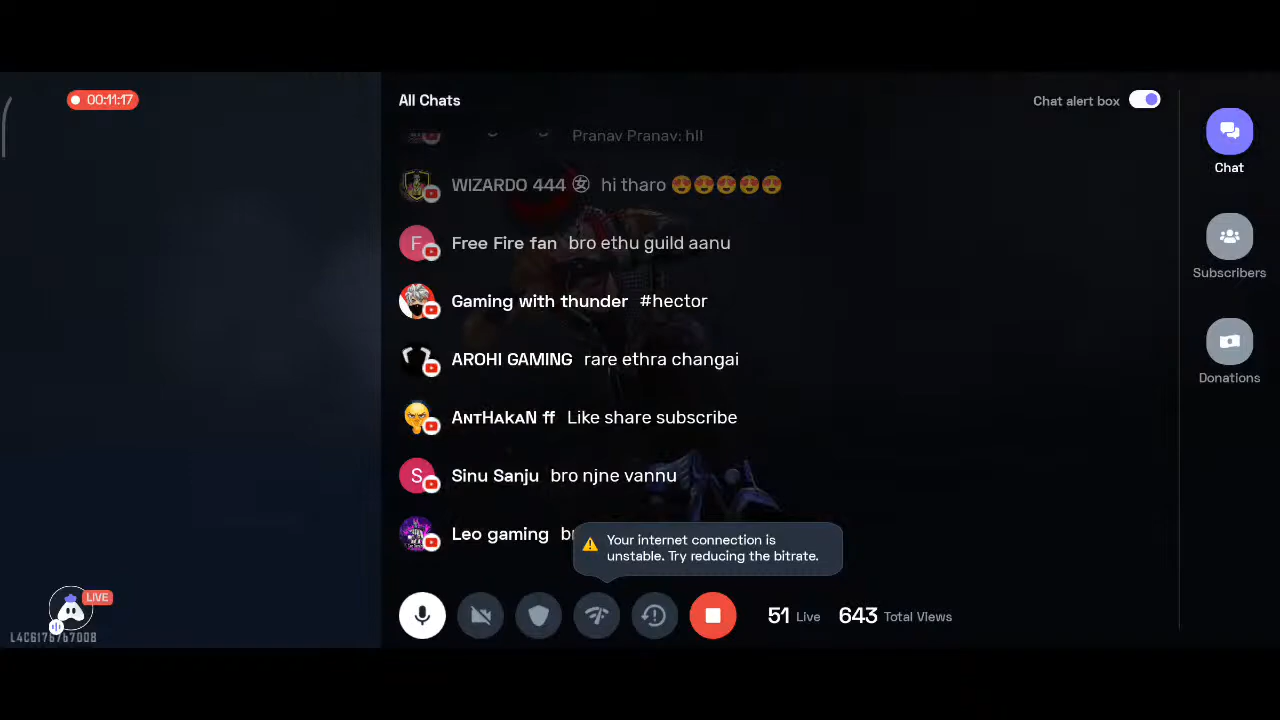 00:11:17
All Chats
Chat alert box
Pranav Pranav: hll
WIZARDO 444 ㊛ hi tharo 😍😍😍😍😍
F Free Fire fan bro ethu guild aanu
Gaming with thunder #hector
AROHI GAMING rare ethra changai
AɴᴛHᴀᴋᴀN ff Like share subscribe
S Sinu Sanju bro njne vannu
Leo gaming
Your internet connection is
unstable. Try reducing the bitrate.
51 Live 643 Total Views
Chat
Subscribers
Donations
LIVE
L4C6176767008